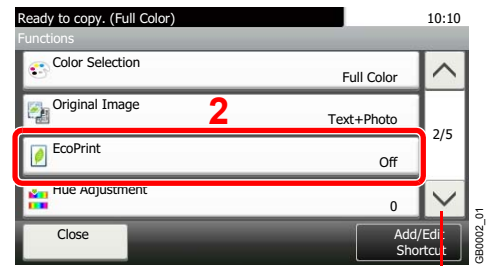 Ready to copy. (Full Color)
10:10
Functions
Color Selection
Full Color
Original Image
2
Text+Photo
2/5
EcoPrint
Off
Hue Adjustment
0
Close
Add/Edit
Shortcut
GB0002_01